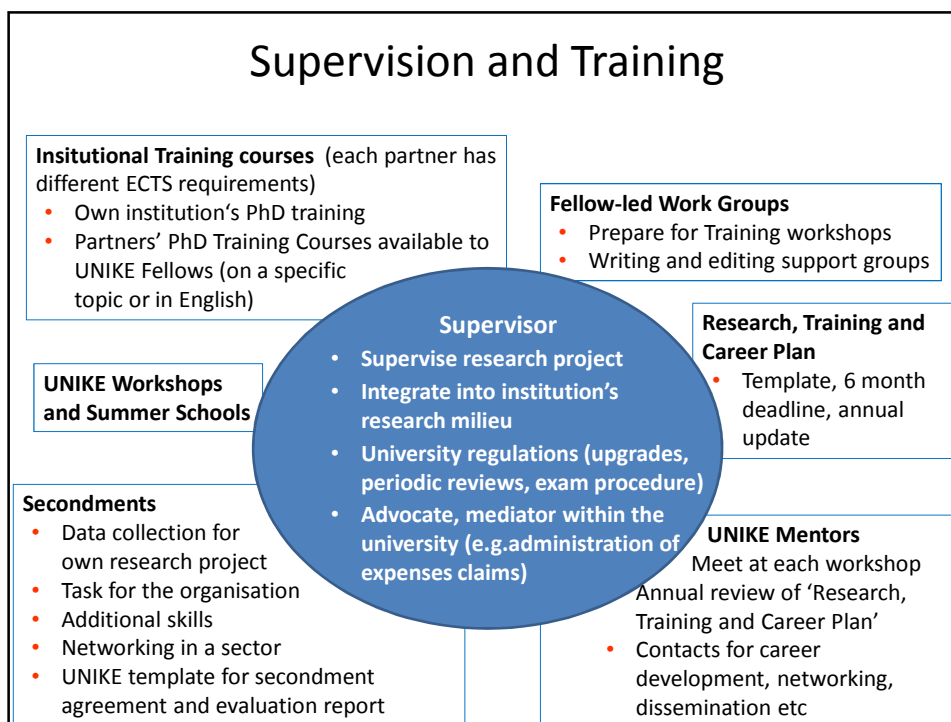 Supervision and Training
Insitutional Training courses (each partner has
different ECTS requirements)
• Own institution‘s PhD training
• Partners’ PhD Training Courses available to
UNIKE Fellows (on a specific
topic or in English)
Fellow-led Work Groups
• Prepare for Training workshops
• Writing and editing support groups
Supervisor
• Supervise research project
• Integrate into institution’s
research milieu
• University regulations (upgrades,
periodic reviews, exam procedure)
• Advocate, mediator within the
university (e.g.administration of
expenses claims)
Research, Training and
Career Plan
• Template, 6 month
deadline, annual
update
UNIKE Workshops
and Summer Schools
Secondments
• Data collection for
own research project
• Task for the organisation
• Additional skills
• Networking in a sector
• UNIKE template for secondment
agreement and evaluation report
UNIKE Mentors
Meet at each workshop
Annual review of ‘Research,
Training and Career Plan’
• Contacts for career
development, networking,
dissemination etc